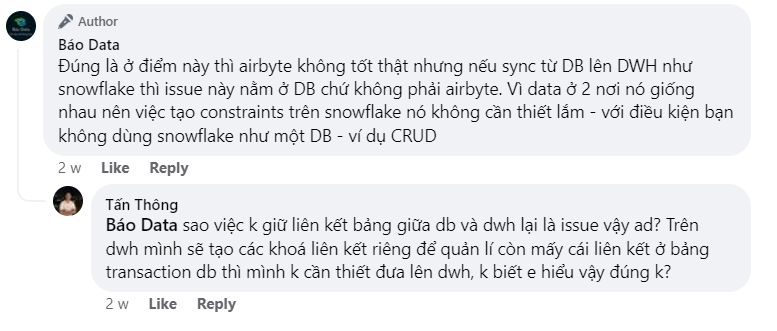 Author
Báo Data
Đúng là ở điểm này thì airbyte không tốt thật nhưng nếu sync từ DB lên DWH như
snowflake thì issue này nằm ở DB chứ không phải airbyte. Vì data ở 2 nơi nó giống
nhau nên việc tạo constraints trên snowflake nó không cần thiết lắm - với điều kiện bạn
không dùng snowflake như một DB - ví dụ CRUD
2 w Like Reply
Tấn Thông
Báo Data sao việc k giữ liên kết bảng giữa db và dwh lại là issue vậy ad? Trên
dwh mình sẽ tạo các khoá liên kết riêng để quản lí còn mấy cái liên kết ở bảng
transaction db thì mình k cần thiết đưa lên dwh, k biết e hiểu vậy đúng k?
2 w Like Reply